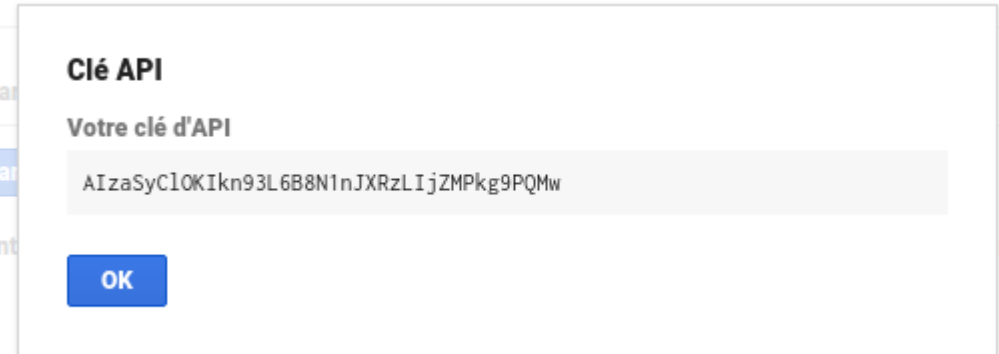 Clé API
Votre clé d'API
AIzaSyClOKIkn93L6B8N1nJXRzLIjZMPkg9PQMw
OK